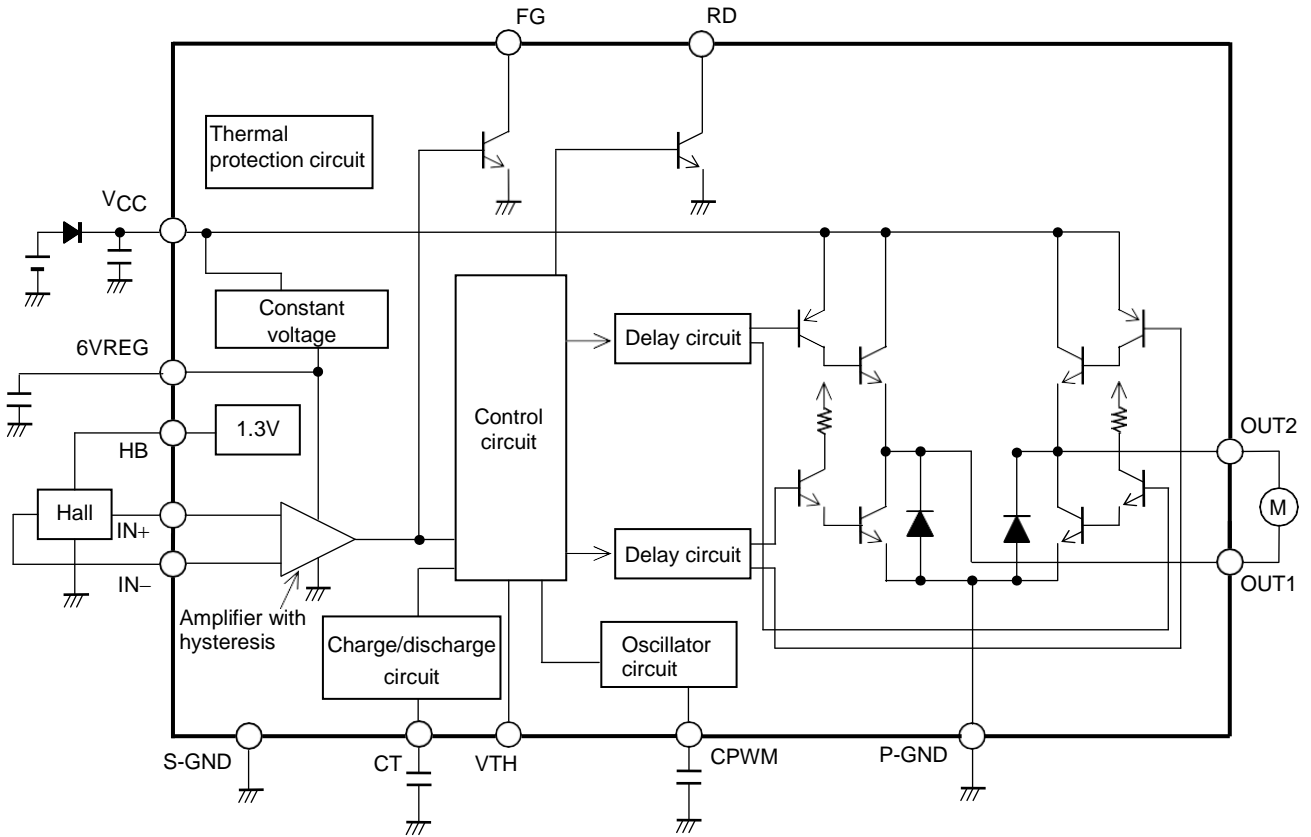 FG
RD
Thermal
protection circuit
VCC
Constant
voltage
Delay circuit
6VREG
Control
circuit
1.3V
HB
OUT2
Hall
IN+
M
Delay circuit
IN−
OUT1
Amplifier with
hysteresis
Charge/discharge
circuit
Oscillator
circuit
S-GND
CT
VTH
CPWM
P-GND